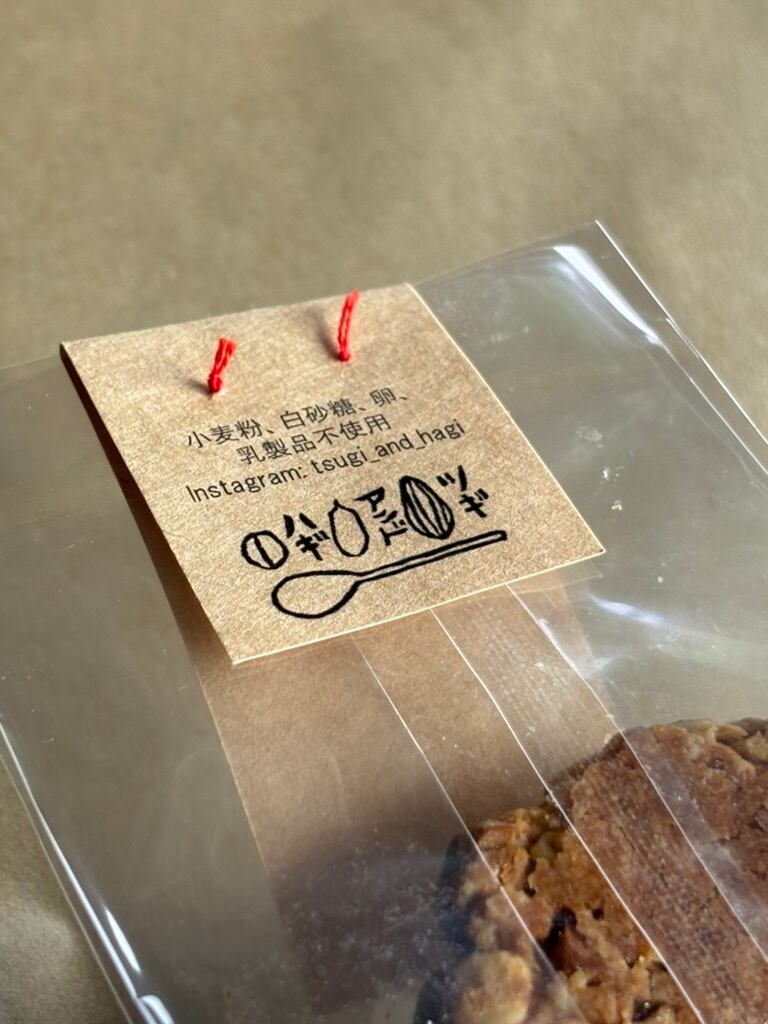 小麦粉、白砂糖、卵、
乳製品不使用
Instagram: tsugi_and_hagi
ハギ アンド ツギ